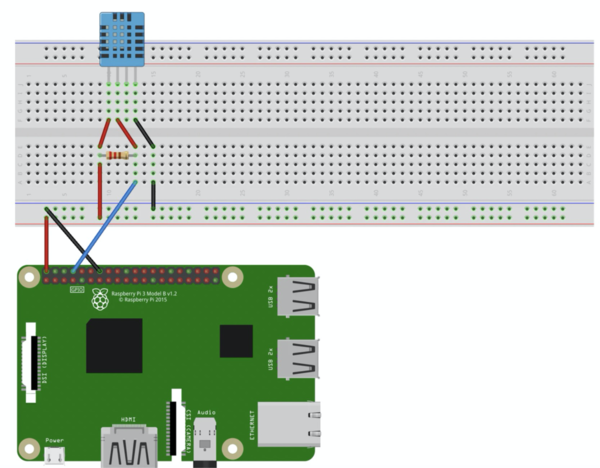 GPIO
Raspberry Pi 3 Model B v1.2
© Raspberry Pi 2015
USB 2x
DSI (DISPLAY)
USB 2x
HDMI
CSI (CAMERA)
Audio
ETHERNET
Power